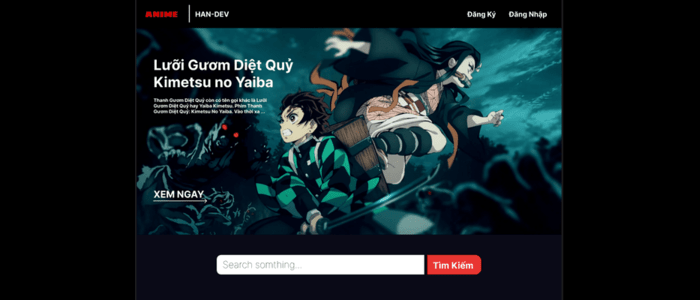 ANIME HAN-DEV Đăng Ký Đăng Nhập
Lưỡi Gươm Diệt Quỷ
Kimetsu no Yaiba
Thanh Gươm Diệt Quỷ còn có tên gọi khác là Lưỡi
Gươm Diệt Quỷ hay Yaiba Kimetsu. Phim Thanh
Gươm Diệt Quỷ: Kimetsu No Yaiba. Vào thời xa ...
XEM NGAY
Search somthing... Tìm Kiếm